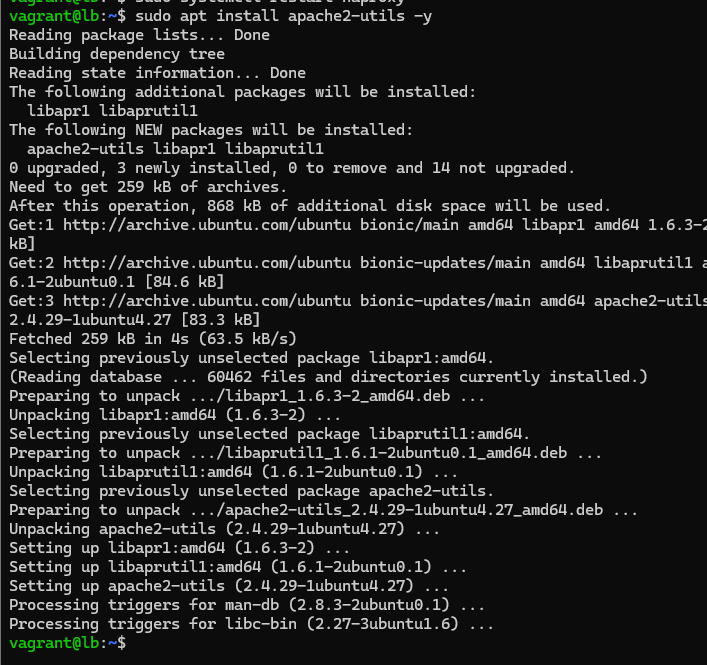 vagrant@lb:~$ sudo systemctl restart haproxy
vagrant@lb:~$ sudo apt install apache2-utils -y
Reading package lists... Done
Building dependency tree
Reading state information... Done
The following additional packages will be installed:
  libapr1 libaprutil1
The following NEW packages will be installed:
  apache2-utils libapr1 libaprutil1
0 upgraded, 3 newly installed, 0 to remove and 14 not upgraded.
Need to get 259 kB of archives.
After this operation, 868 kB of additional disk space will be used.
Get:1 http://archive.ubuntu.com/ubuntu bionic/main amd64 libapr1 amd64 1.6.3-2
kB]
Get:2 http://archive.ubuntu.com/ubuntu bionic-updates/main amd64 libaprutil1 a
6.1-2ubuntu0.1 [84.6 kB]
Get:3 http://archive.ubuntu.com/ubuntu bionic-updates/main amd64 apache2-utils
2.4.29-1ubuntu4.27 [83.3 kB]
Fetched 259 kB in 4s (63.5 kB/s)
Selecting previously unselected package libapr1:amd64.
(Reading database ... 60462 files and directories currently installed.)
Preparing to unpack .../libapr1_1.6.3-2_amd64.deb ...
Unpacking libapr1:amd64 (1.6.3-2) ...
Selecting previously unselected package libaprutil1:amd64.
Preparing to unpack .../libaprutil1_1.6.1-2ubuntu0.1_amd64.deb ...
Unpacking libaprutil1:amd64 (1.6.1-2ubuntu0.1) ...
Selecting previously unselected package apache2-utils.
Preparing to unpack .../apache2-utils_2.4.29-1ubuntu4.27_amd64.deb ...
Unpacking apache2-utils (2.4.29-1ubuntu4.27) ...
Setting up libapr1:amd64 (1.6.3-2) ...
Setting up libaprutil1:amd64 (1.6.1-2ubuntu0.1) ...
Setting up apache2-utils (2.4.29-1ubuntu4.27) ...
Processing triggers for man-db (2.8.3-2ubuntu0.1) ...
Processing triggers for libc-bin (2.27-3ubuntu1.6) ...
vagrant@lb:~$